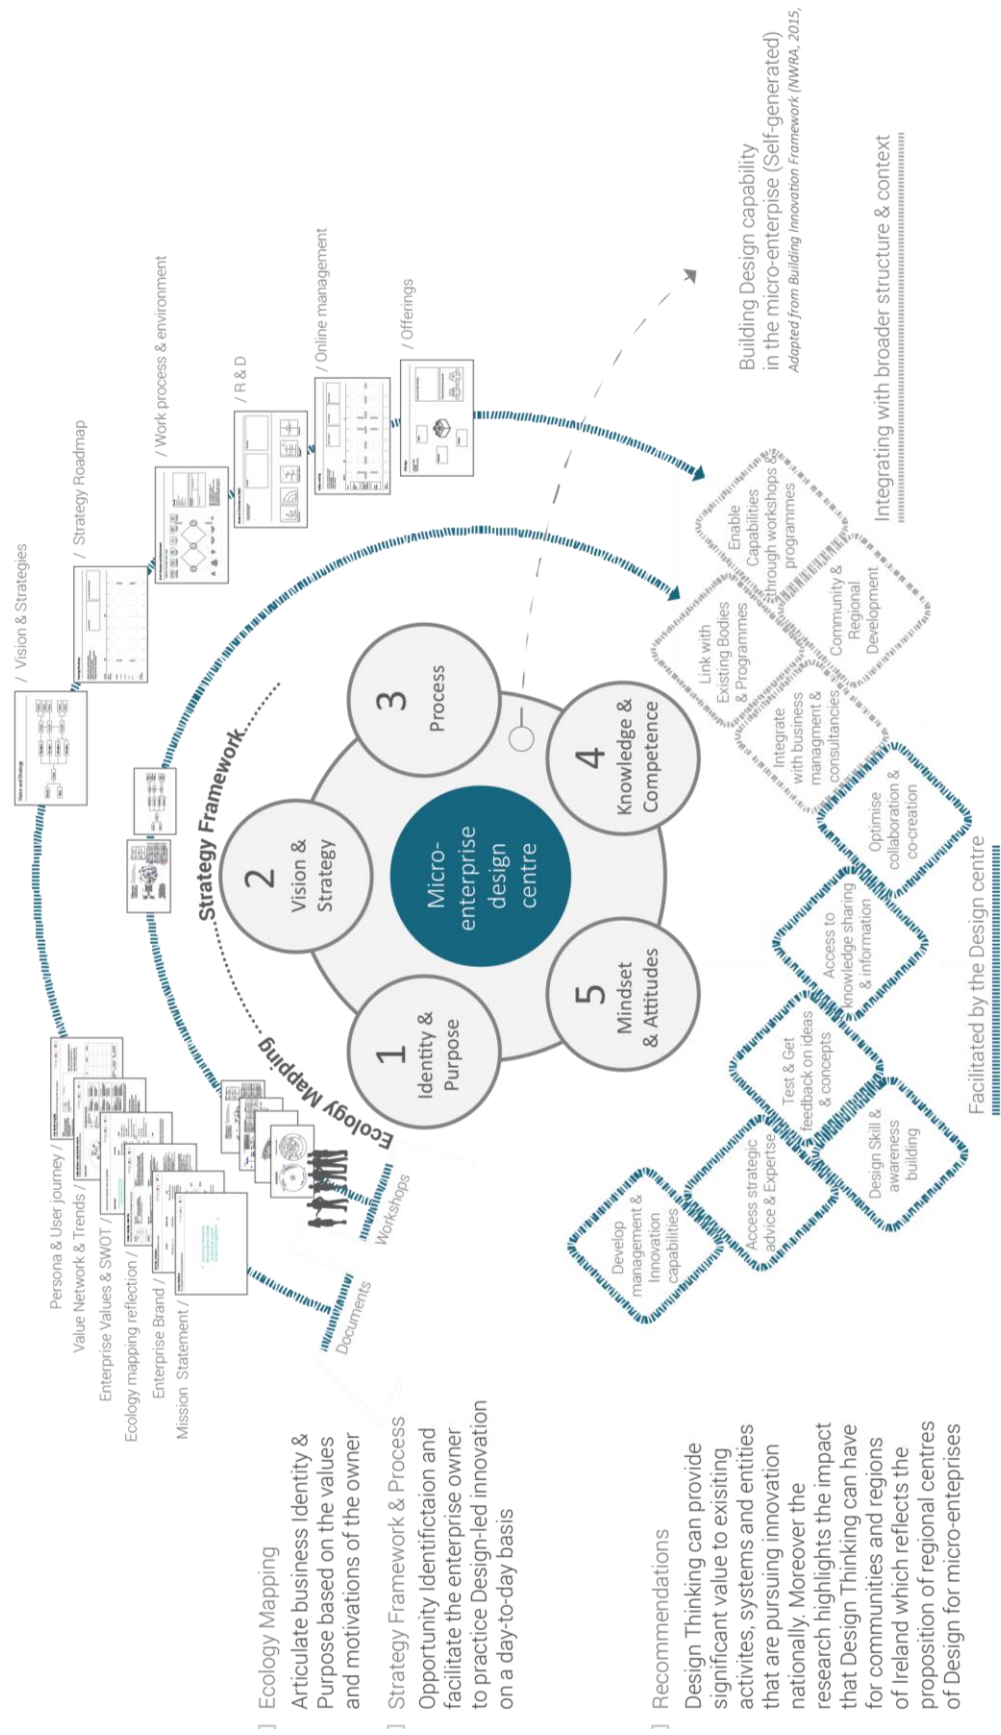 Ecology Mapping
Articulate business Identity &
Purpose based on the values
and motivations of the owner
Strategy Framework & Process
Opportunity Identifictaion and
facilitate the enterprise owner
to practice Design-led innovation
on a day-to-day basis
Recommendations
Design Thinking can provide
significant value to exisiting
activites, systems and entities
that are pursuing innovation
nationally. Moreover the
research highlights the impact
that Design Thinking can have
for communities and regions
of Ireland which reflects the
proposition of regional centres
of Design for micro-enteprises
Persona & User journey /
Value Network & Trends /
Enterprise Values & SWOT /
Ecology mapping reflection /
Enterprise Brand /
Mission Statement /
Documents
Workshops
/ Vision & Strategies
/ Strategy Roadmap
/ Work process & environment
/ R & D
/ Online management
/ Offerings
Ecology Mapping
Strategy Framework
1
Identity &
Purpose
2
Vision &
Strategy
3
Process
4
Knowledge &
Competence
5
Mindset
& Attitudes
Micro-
enterprise
design
centre
Building Design capability
in the micro-enterpise (Self-generated)
Adapted from Building Innovation Framework (NWRA, 2015,
Develop
management &
Innovation
capabilities
Access strategic
advice & Expertse
Design Skill &
awareness
building
Test & Get
feedback on ideas
& concepts
Access to
knowledge sharing
& information
Optimise
collaboration &
co-creation
Integrate
with business
managment &
consultancies
Link with
Existing Bodies
& Programmes
Enable
Capabilities
through workshops &
programmes
Community &
Regional
Development
Facilitated by the Design centre
Integrating with broader structure & context